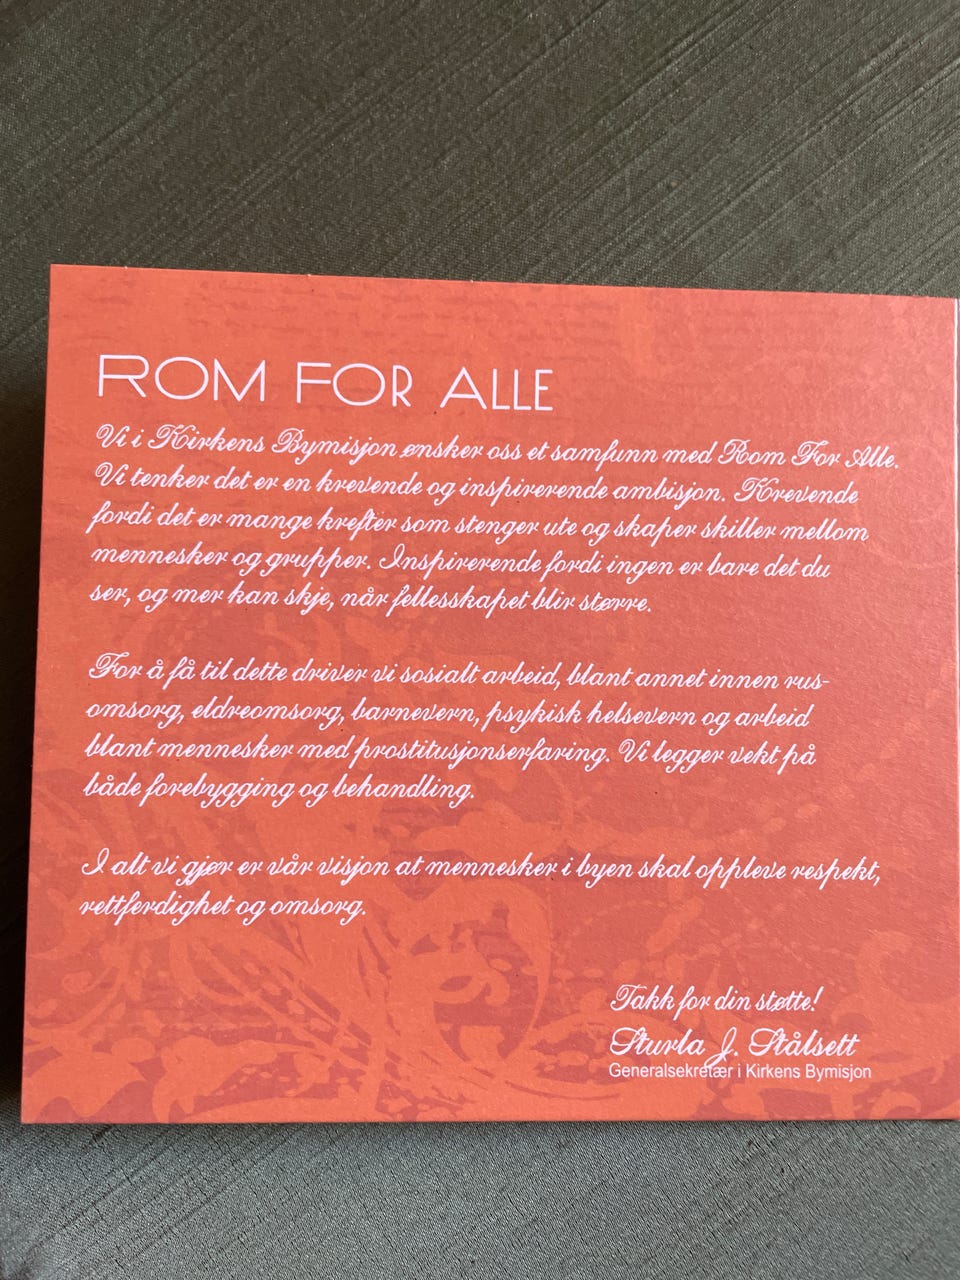 ROM FOR ALLE
Vi i Kirkens Bymisjon ønsker oss et samfunn med Rom For Alle.
Vi tenker det er en krevende og inspirerende ambisjon. Krevende
fordi det er mange krefter som stenger ute og skaper skiller mellom
mennesker og grupper. Inspirerende fordi ingen er bare det du
ser, og mer kan skje, når fellesskapet blir større.
For å få til dette driver vi sosialt arbeid, blant annet innen rus-
omsorg, eldreomsorg, barnevern, psykisk helsevern og arbeid
blant mennesker med prostitusjonserfaring. Vi legger vekt på
både forebygging og behandling.
I alt vi gjør er vår visjon at mennesker i byen skal oppleve respekt,
rettferdighet og omsorg.
Takk for din støtte!
Sturla J. Stålsett
Generalsekretær i Kirkens Bymisjon